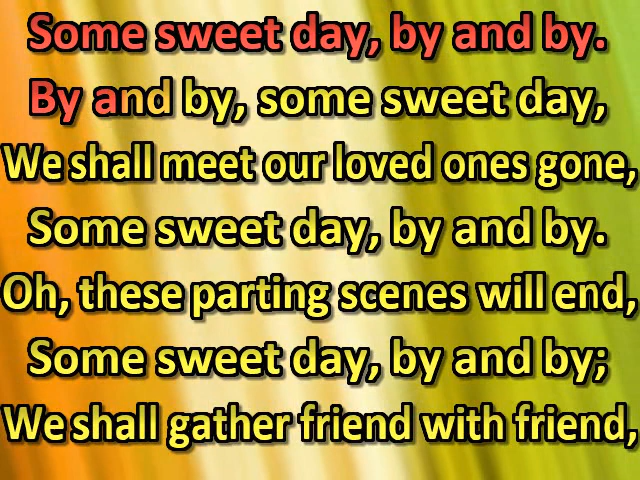 Some sweet day, by and by.
By and by, some sweet day,
We shall meet our loved ones gone,
Some sweet day, by and by.
Oh, these parting scenes will end,
Some sweet day, by and by;
We shall gather friend with friend,